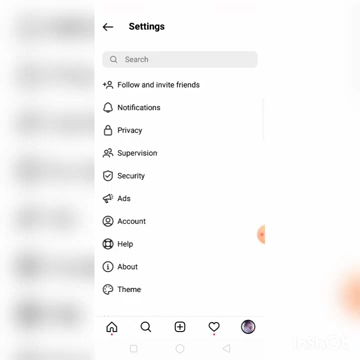 Settings
Search
Follow and invite friends
Notifications
Privacy
Supervision
Security
Ads
Account
Help
About
Theme